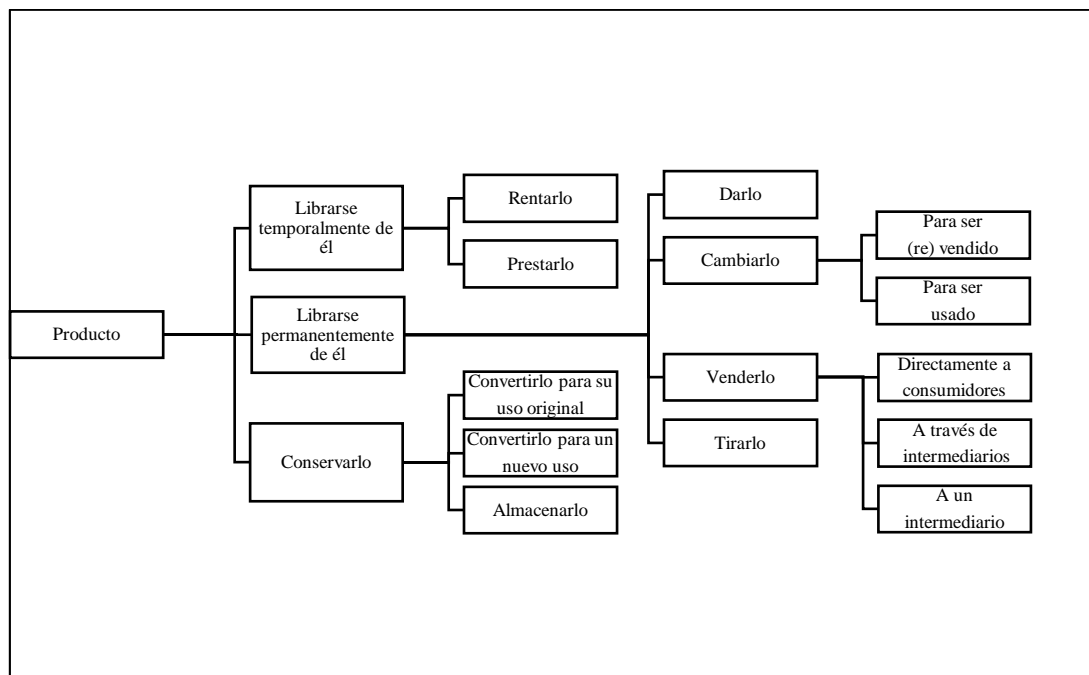 Producto
Librarse
temporalmente de
él
Rentarlo
Prestarlo
Librarse
permanentemente
de él
Darlo
Cambiarlo
Para ser
(re) vendido
Para ser
usado
Venderlo
Directamente a
consumidores
A través de
intermediarios
A un
intermediario
Tirarlo
Conservarlo
Convertirlo para su
uso original
Convertirlo para un
nuevo uso
Almacenarlo